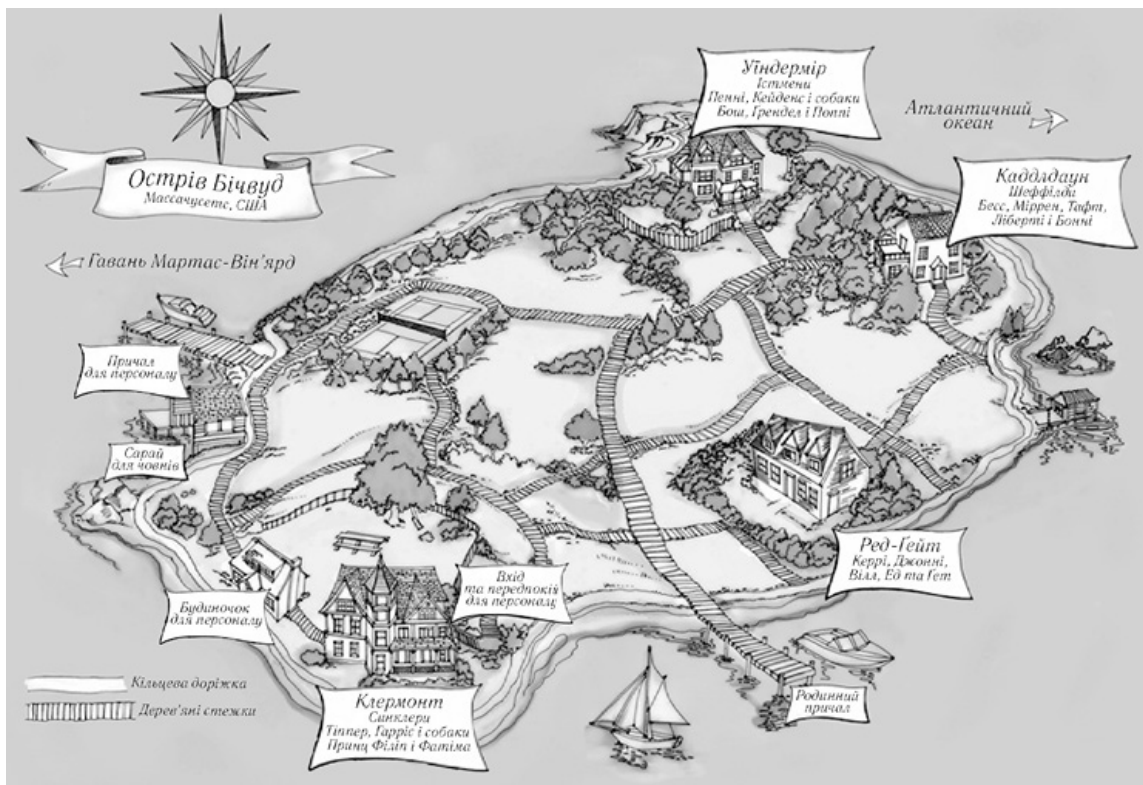 Уїндермір
Істмени
Пенні, Кейденс і собаки
Бош, Ґрендел і Поппі
Атлантичний
океан
Острів Бічвуд
Массачусетс, США
Каддлдаун
Шеффілди
Бесс, Міррен, Тафт,
Ліберті і Бонні
Гавань Мартас-Він'ярд
Причал
для персоналу
Сарай
для човнів
Ред-Ґейт
Керрі, Джонні,
Вілл, Ед та Ґет
Вхід
та передпокій
для персоналу
Будиночок
для персоналу
Кільцева доріжка
Дерев'яні стежки
Клермонт
Синклери
Тіппер, Гарріс і собаки
Принц Філіп і Фатіма
Родинний
причал